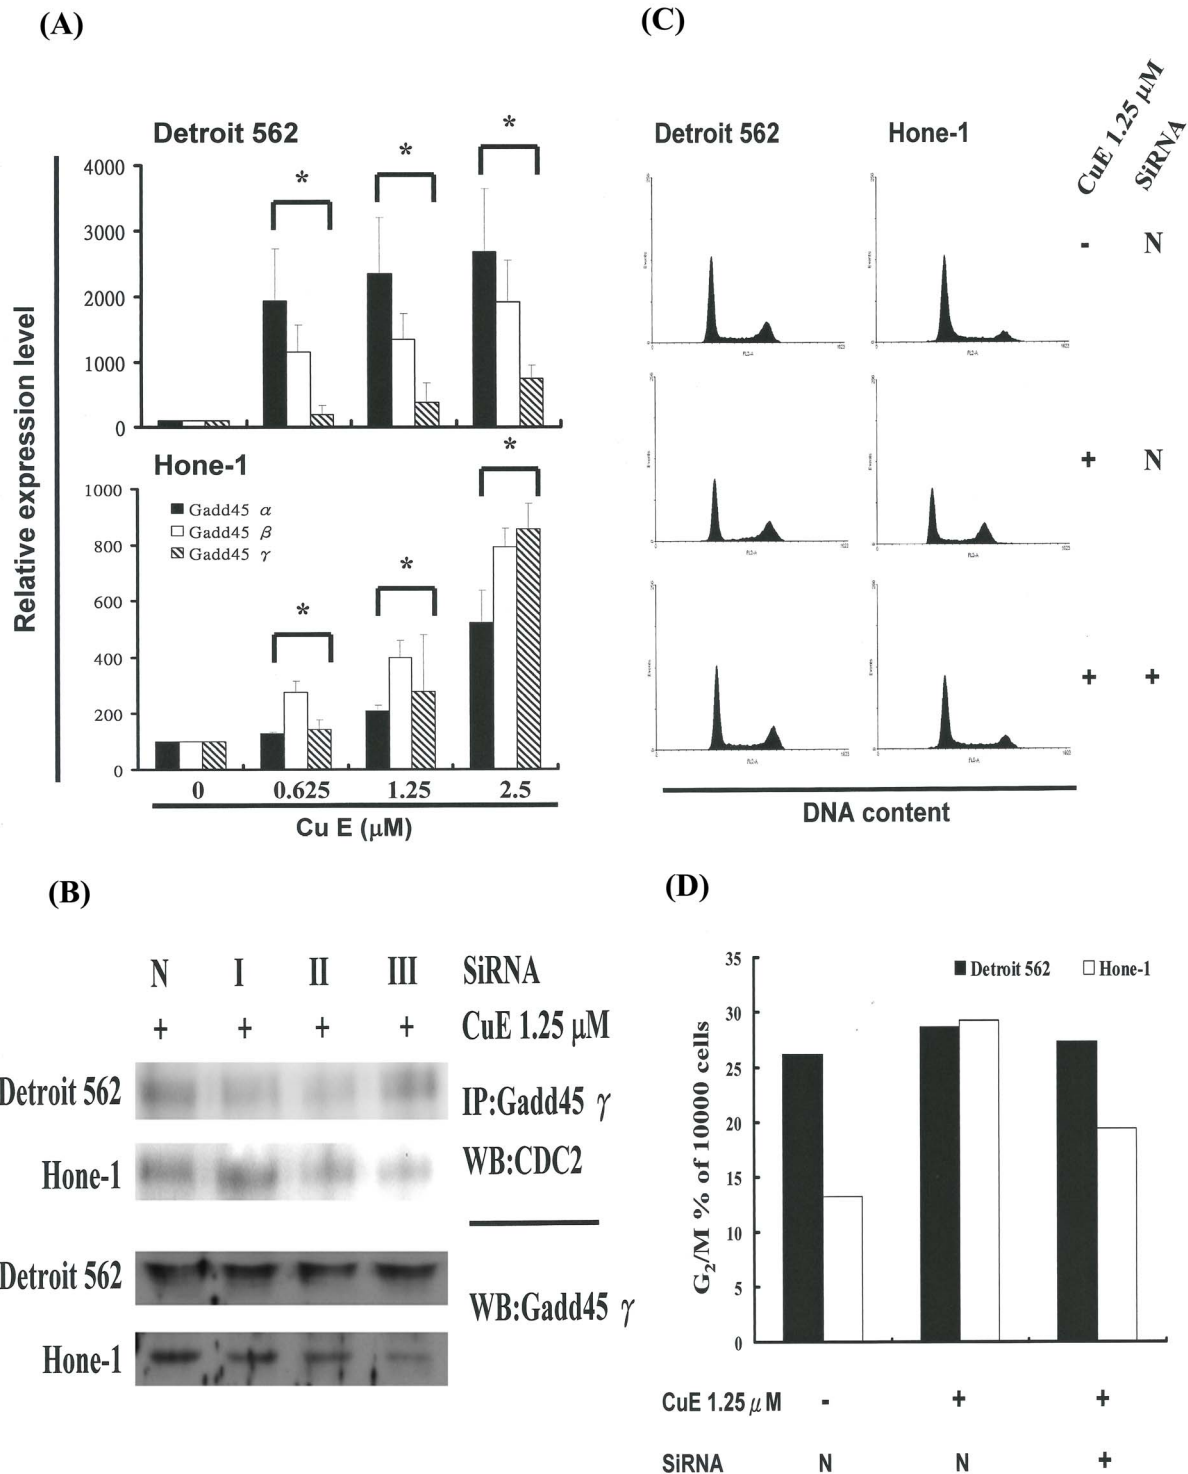 (A)
Detroit 562
4000
3000
2000
1000
0
* * *
Hone-1
1000
800
600
400
200
0
Gadd45 α
Gadd45 β
Gadd45 γ
* * *
0 0.625 1.25 2.5
Cu E (μM)
Relative expression level
(C)
Detroit 562 Hone-1
CuE 1.25 μM
SiRNA
- N
+ N
+ +
DNA content
(B)
N I II III SiRNA
+ + + + CuE 1.25 μM
Detroit 562
IP:Gadd45 γ
Hone-1
WB:CDC2
Detroit 562
WB:Gadd45 γ
Hone-1
(D)
35
30
25
20
15
10
5
0
Detroit 562 Hone-1
G2/M % of 10000 cells
CuE 1.25 μ M - + +
SiRNA N N +